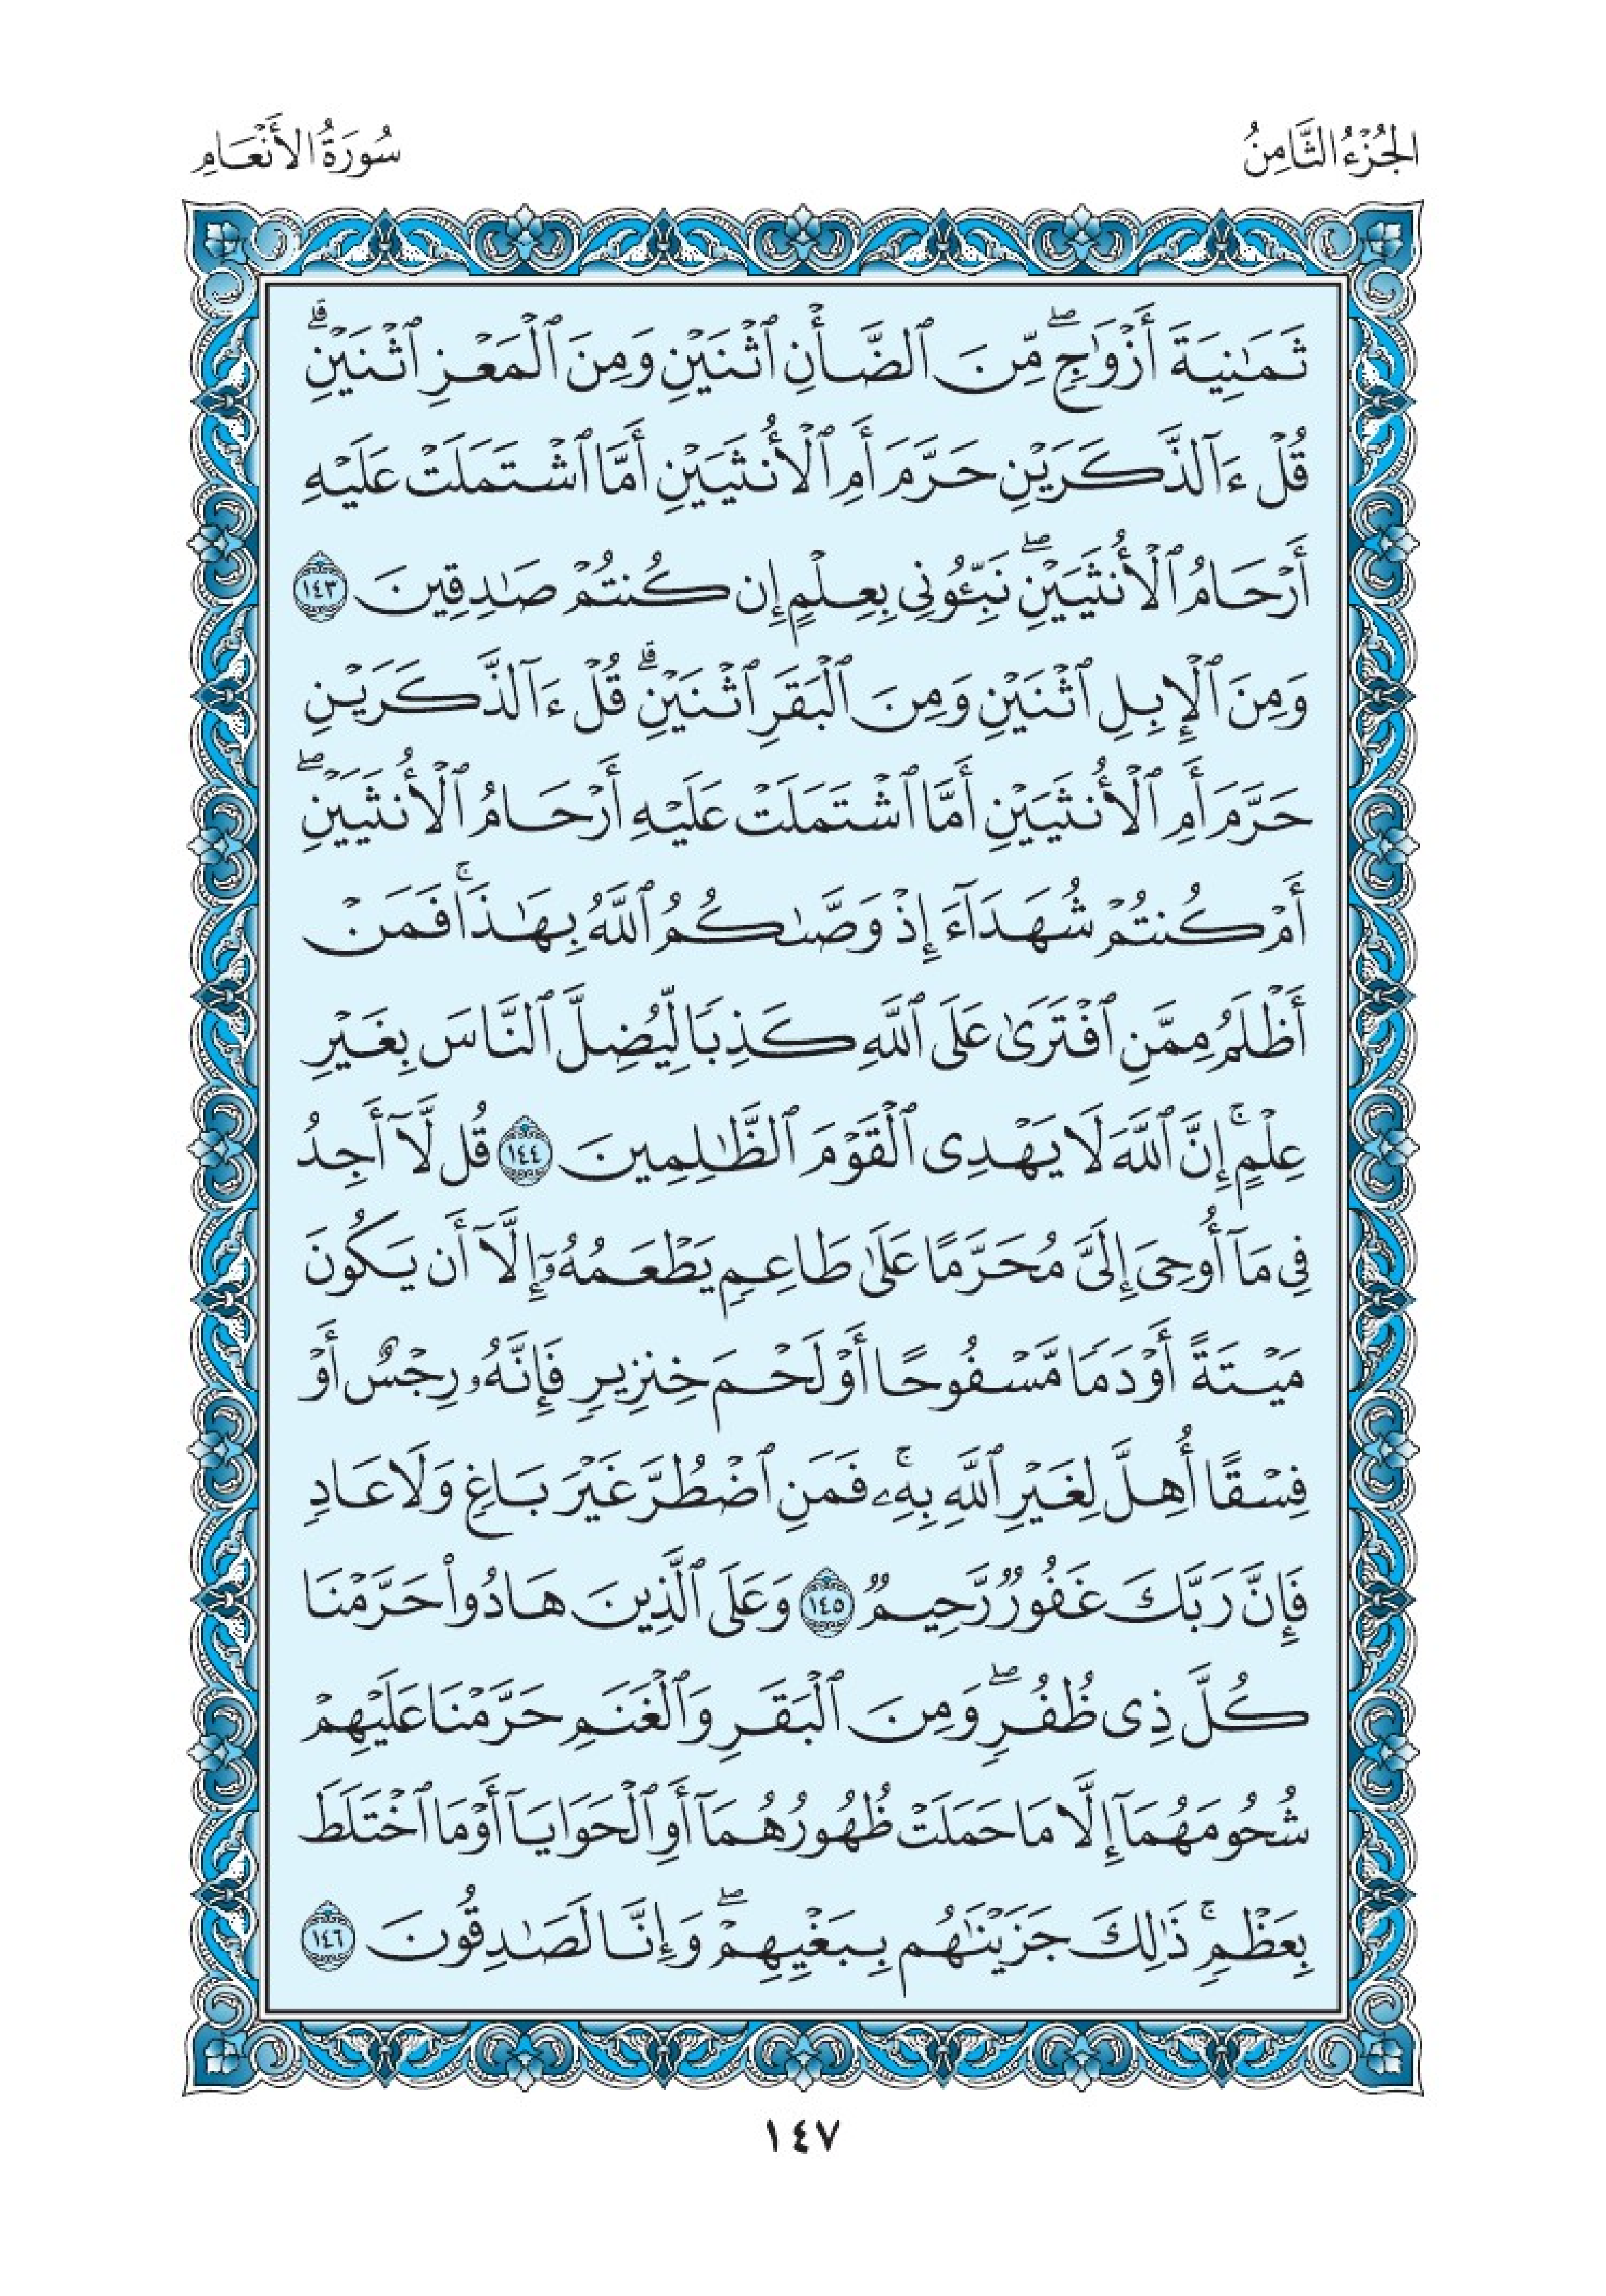 الجُزْءُ الثَّامِنُ
سُورَةُ الأَنْعَامِ
ثَمَٰنِيَةَ أَزْوَٰجٖۖ مِّنَ ٱلضَّأْنِ ٱثْنَيْنِ وَمِنَ ٱلْمَعْزِ ٱثْنَيْنِۗ
قُلْ ءَآلذَّكَرَيْنِ حَرَّمَ أَمِ ٱلْأُنثَيَيْنِ أَمَّا ٱشْتَمَلَتْ عَلَيْهِ
أَرْحَامُ ٱلْأُنثَيَيْنِۖ نَبِّـُٔونِي بِعِلْمٍ إِن كُنتُمْ صَٰدِقِينَ ١٤٣
وَمِنَ ٱلْإِبِلِ ٱثْنَيْنِ وَمِنَ ٱلْبَقَرِ ٱثْنَيْنِۗ قُلْ ءَآلذَّكَرَيْنِ
حَرَّمَ أَمِ ٱلْأُنثَيَيْنِ أَمَّا ٱشْتَمَلَتْ عَلَيْهِ أَرْحَامُ ٱلْأُنثَيَيْنِۖ
أَمْ كُنتُمْ شُهَدَآءَ إِذْ وَصَّىٰكُمُ ٱللَّهُ بِهَٰذَاۚ فَمَنْ
أَظْلَمُ مِمَّنِ ٱفْتَرَىٰ عَلَى ٱللَّهِ كَذِبٗا لِّيُضِلَّ ٱلنَّاسَ بِغَيْرِ
عِلْمٍۚ إِنَّ ٱللَّهَ لَا يَهْدِى ٱلْقَوْمَ ٱلظَّٰلِمِينَ ١٤٤ قُل لَّآ أَجِدُ
فِي مَآ أُوحِيَ إِلَيَّ مُحَرَّمًا عَلَىٰ طَاعِمٖ يَطْعَمُهُۥٓ إِلَّآ أَن يَكُونَ
مَيْتَةً أَوْ دَمٗا مَّسْفُوحًا أَوْ لَحْمَ خِنزِيرٖ فَإِنَّهُۥ رِجْسٌ أَوْ
فِسْقًا أُهِلَّ لِغَيْرِ ٱللَّهِ بِهِۦۚ فَمَنِ ٱضْطُرَّ غَيْرَ بَاغٖ وَلَا عَادٖ
فَإِنَّ رَبَّكَ غَفُورٞ رَّحِيمٞ ١٤٥ وَعَلَى ٱلَّذِينَ هَادُوا۟ حَرَّمْنَا
كُلَّ ذِى ظُفُرٖۖ وَمِنَ ٱلْبَقَرِ وَٱلْغَنَمِ حَرَّمْنَا عَلَيْهِمْ
شُحُومَهُمَآ إِلَّا مَا حَمَلَتْ ظُهُورُهُمَآ أَوِ ٱلْحَوَايَآ أَوْ مَا ٱخْتَلَطَ
بِعَظْمٖۚ ذَٰلِكَ جَزَيْنَٰهُم بِبَغْيِهِمْۖ وَإِنَّا لَصَٰدِقُونَ ١٤٦
١٤٧